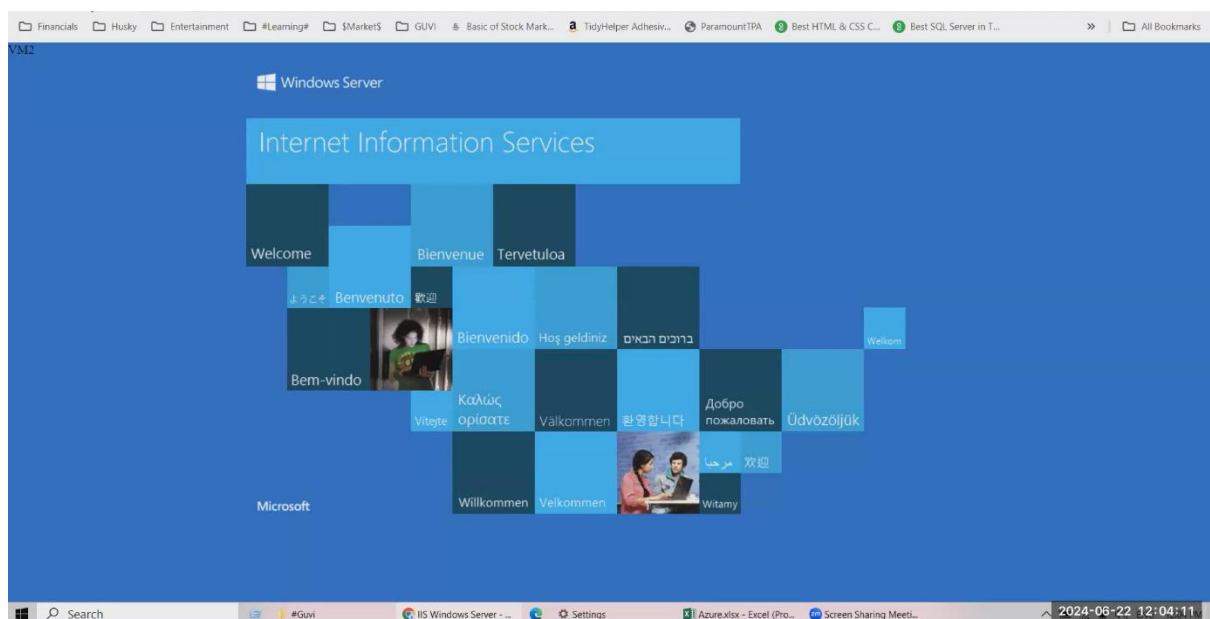 Financials Husky Entertainment #Learning# $Market$ GUVI Basic of Stock Mark... TidyHelper Adhesiv... ParamountTPA Best HTML & CSS C... Best SQL Server in T... » All Bookmarks
VM2
Windows Server
Internet Information Services
Welcome Bienvenue Tervetuloa
ようこそ Benvenuto 歡迎
Bienvenido Hoş geldiniz ברוכים הבאים
Welkom
Bem-vindo
Vítejte Καλώς
ορίσατε Välkommen 환영합니다 Добро
пожаловать Üdvözöljük
مرحبا 欢迎
Microsoft Willkommen Velkommen Witamy
Search #Guvi IIS Windows Server - ... Settings Azure.xlsx - Excel (Pro... Screen Sharing Meeti... 2024-06-22 12:04:11